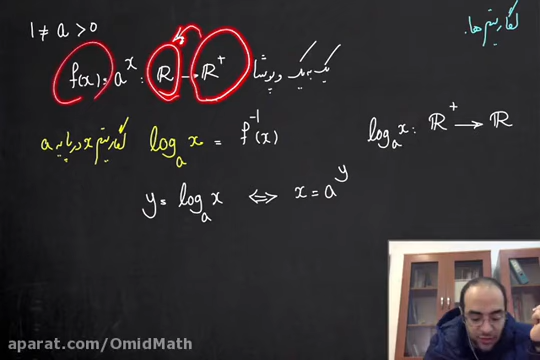 لگاریتم‌ها.
1 ≠ a > 0
f(x) = a^x : ℝ → ℝ^+ یک به یک و پوشا
لگاریتم x در پایه a log_a x = f^{-1}(x)
log_a x : ℝ^+ → ℝ
y = log_a x ⇔ x = a^y
aparat.com/OmidMath